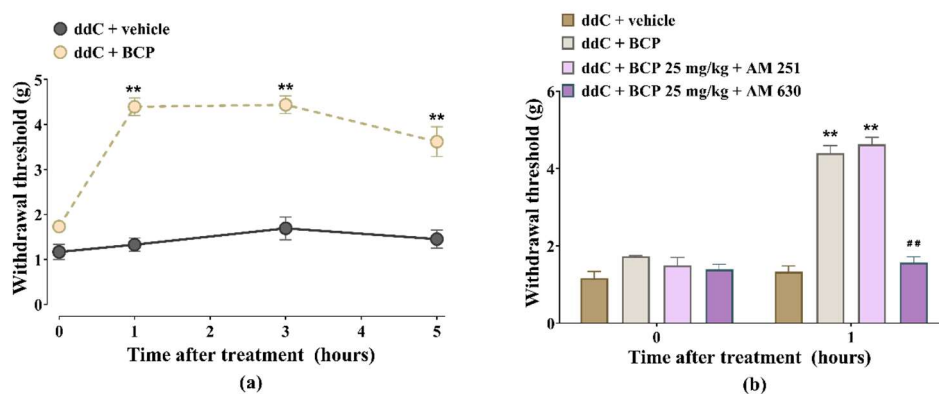 ddC + vehicle
ddC + BCP
Withdrawal threshold (g)
5
4
3
2
1
0
**
**
**
0 1 2 3 4 5
Time after treatment (hours)
(a)
ddC + vehicle
ddC + BCP
ddC + BCP 25 mg/kg + AM 251
ddC + BCP 25 mg/kg + AM 630
Withdrawal threshold (g)
6
4
2
0
** **
##
0 1
Time after treatment (hours)
(b)